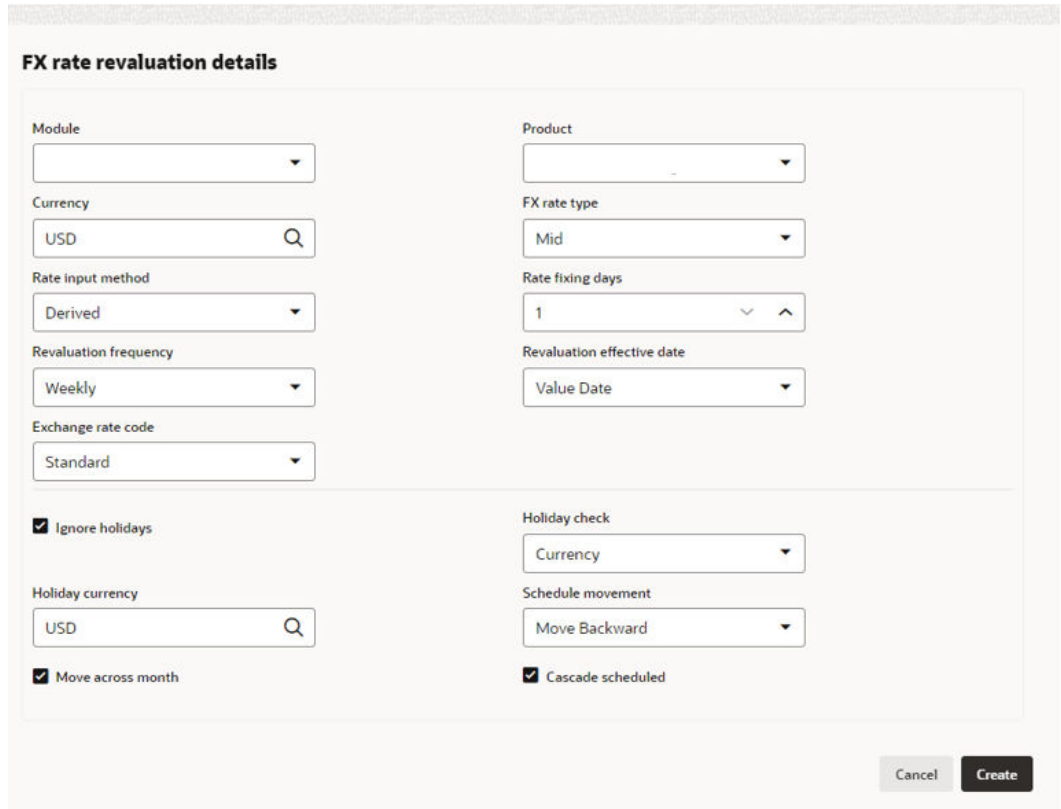 FX rate revaluation details
Module
Product
Currency
FX rate type
USD
Mid
Rate input method
Rate fixing days
Derived
1
Revaluation frequency
Revaluation effective date
Weekly
Value Date
Exchange rate code
Standard
Ignore holidays
Holiday check
Currency
Holiday currency
Schedule movement
USD
Move Backward
Move across month
Cascade scheduled
Cancel
Create